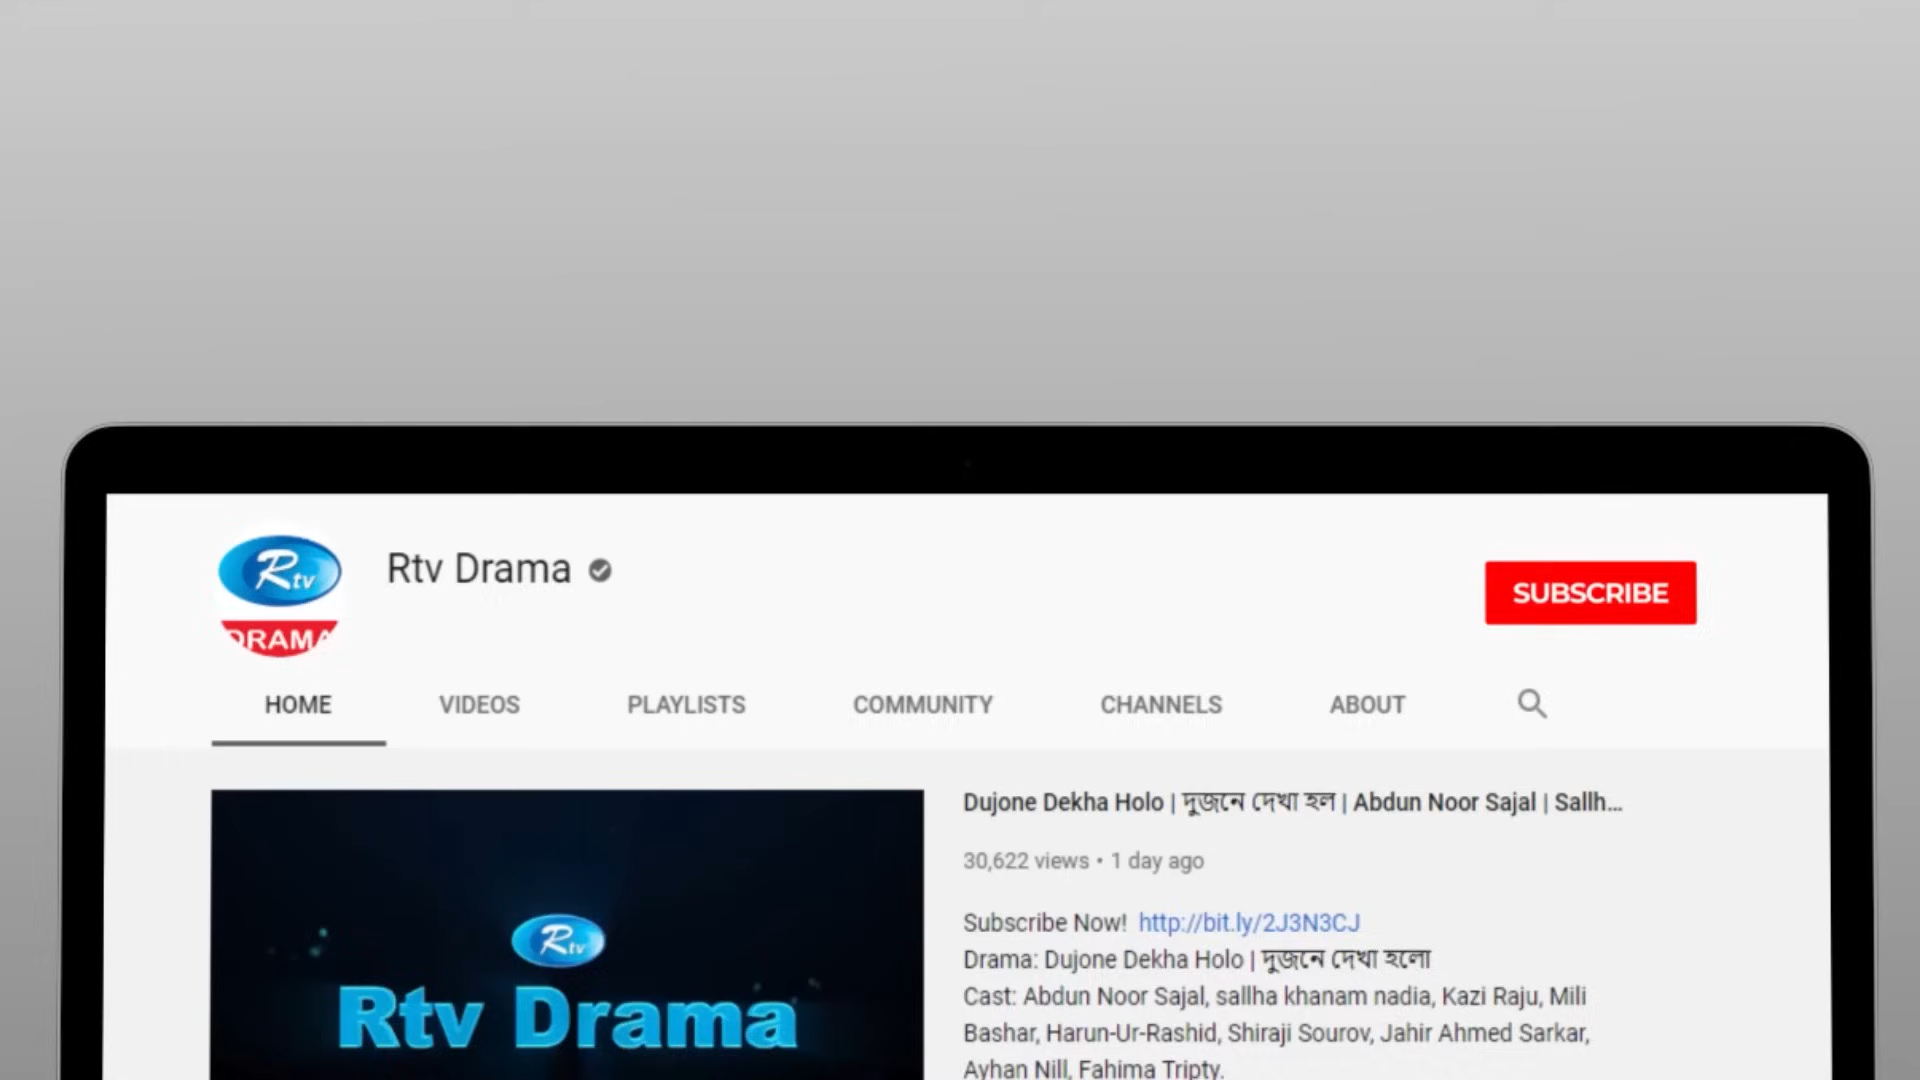 Rtv
DRAMA
Rtv Drama
SUBSCRIBE
HOME VIDEOS PLAYLISTS COMMUNITY CHANNELS ABOUT
Rtv
Rtv Drama
Dujone Dekha Holo | দুজনে দেখা হল | Abdun Noor Sajal | Sallh...
30,622 views • 1 day ago
Subscribe Now! http://bit.ly/2J3N3CJ
Drama: Dujone Dekha Holo | দুজনে দেখা হলো
Cast: Abdun Noor Sajal, sallha khanam nadia, Kazi Raju, Mili
Bashar, Harun-Ur-Rashid, Shiraji Sourov, Jahir Ahmed Sarkar,
Ayhan Nill, Fahima Tripty.